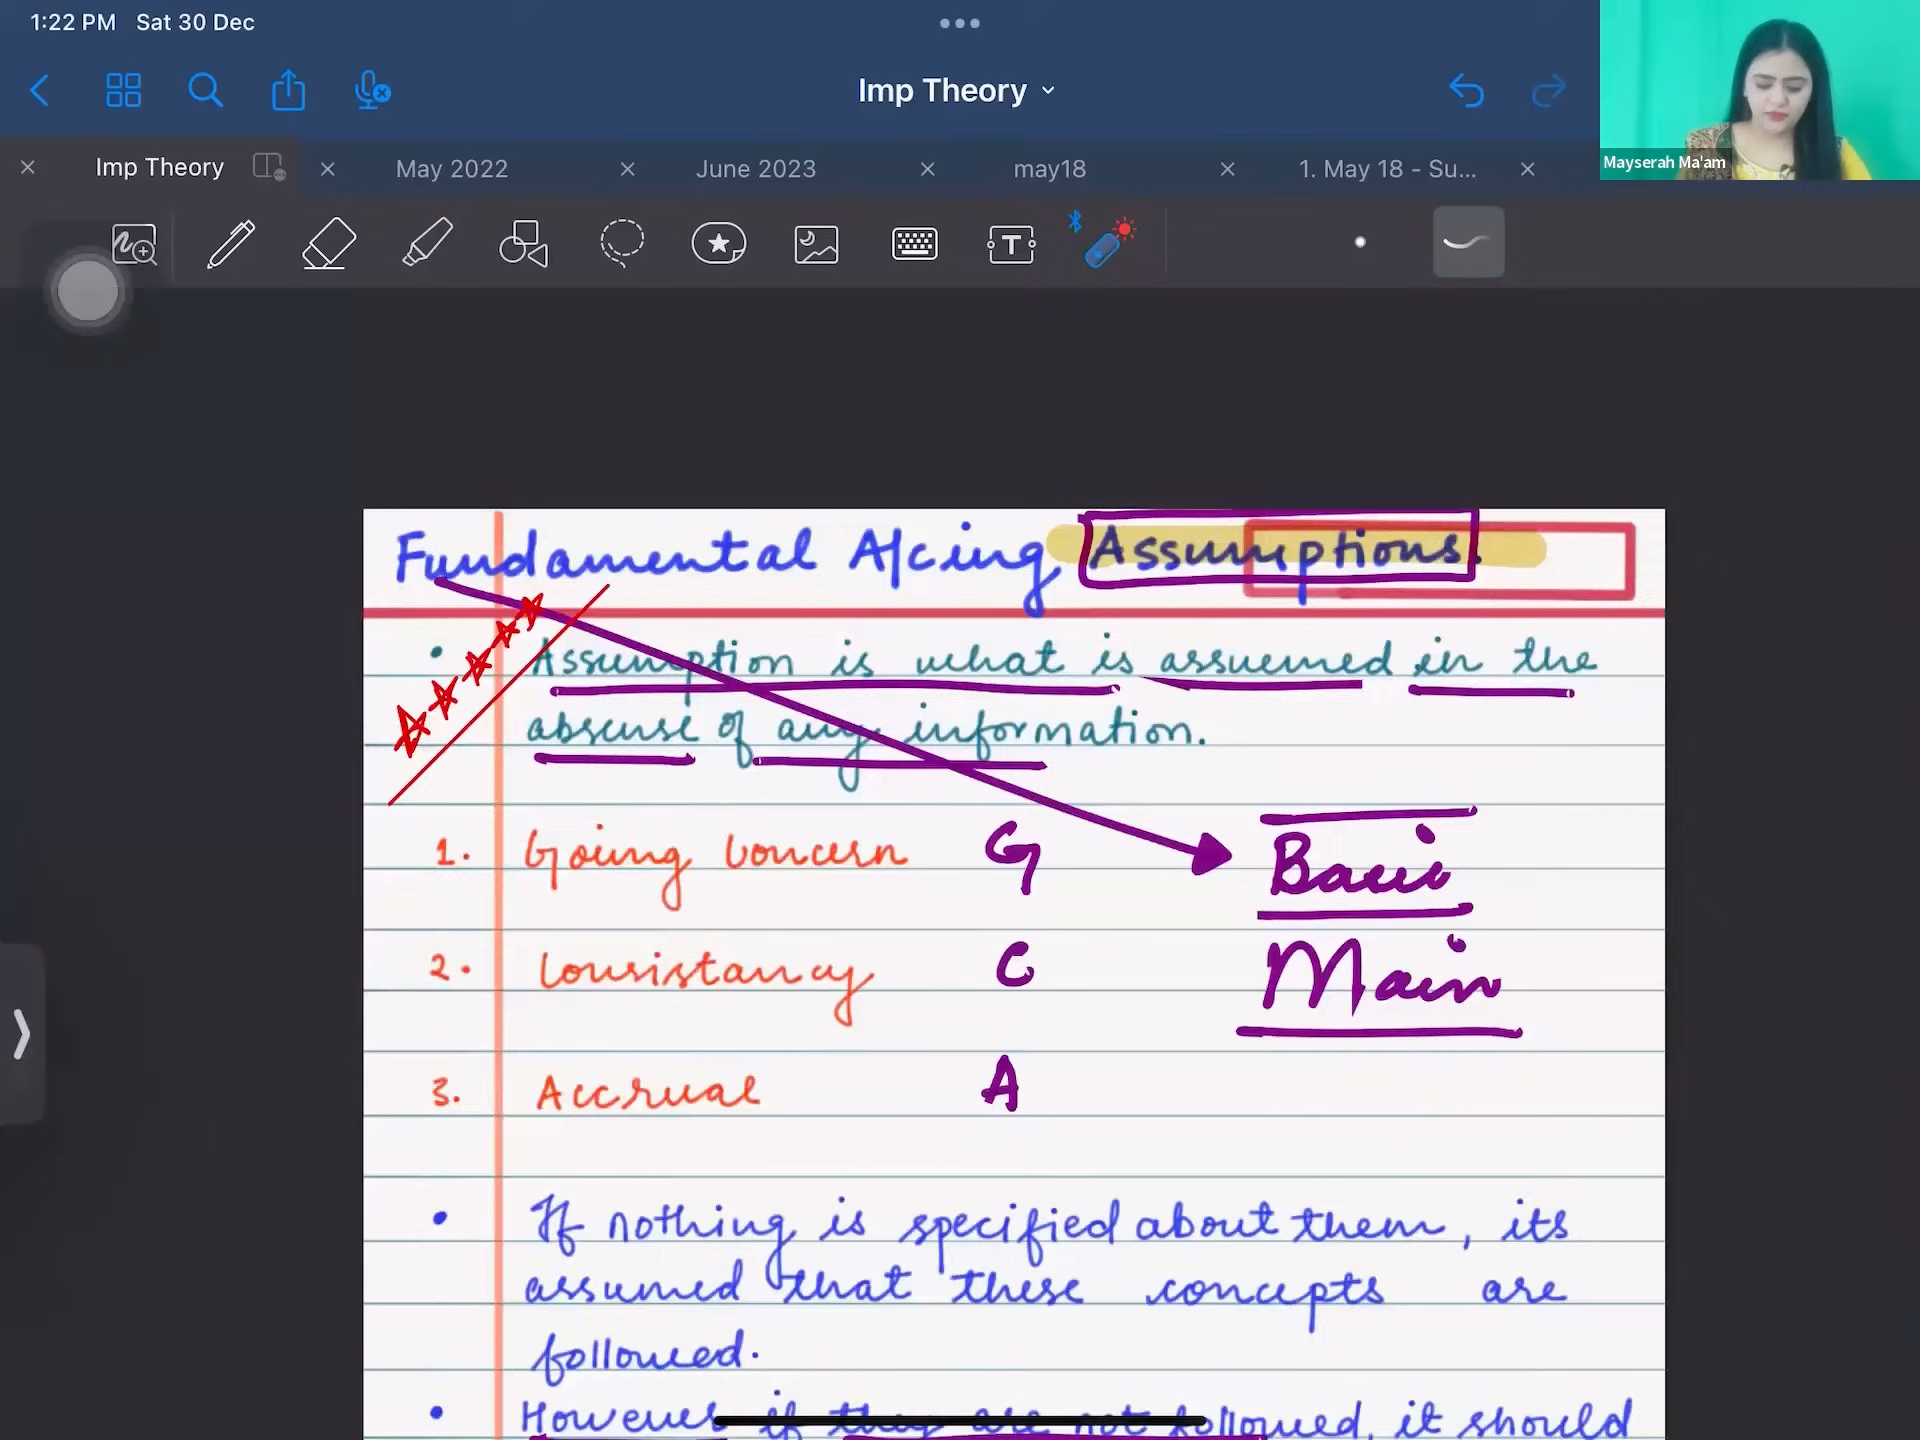 1:22 PM Sat 30 Dec
Imp Theory
Mayserah Ma'am
Imp Theory
May 2022
June 2023
may18
1. May 18 - Su...
T
Fundamental A/cing Assumptions.
• Assumption is what is assuemed in the
absense of any information.
1. Going Concern G
Basic
2. Consistancy C
Main
3. Accrual A
• If nothing is specified about them, its
assumed that these concepts are
followed.
• However if they are not followed, it should